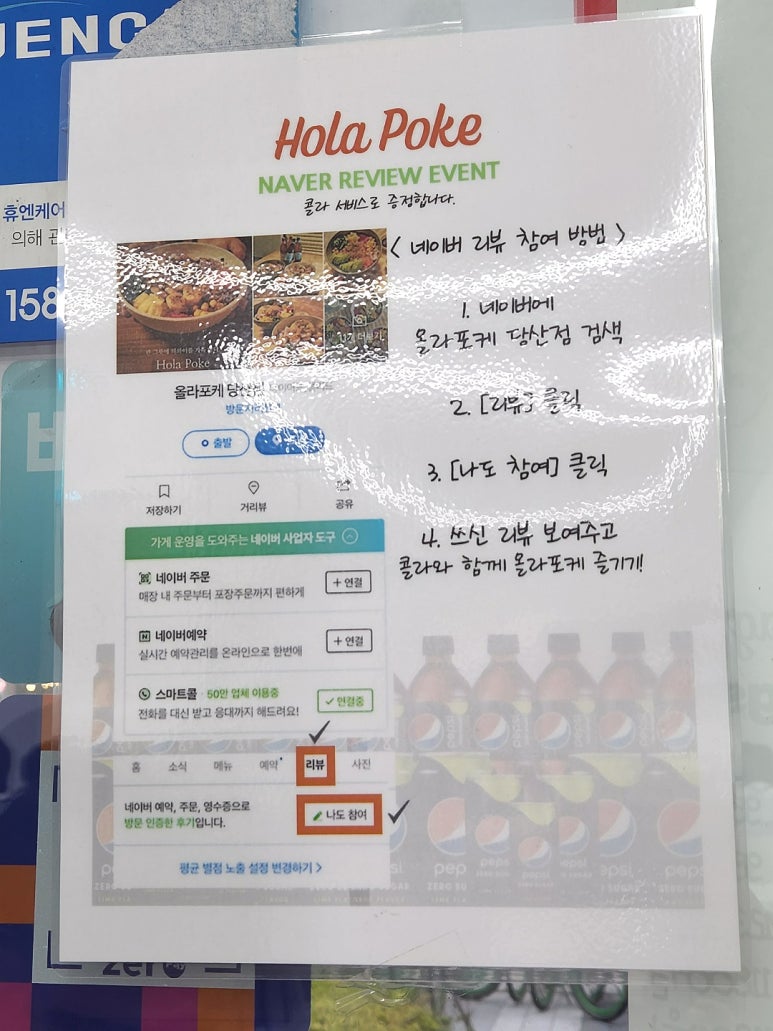 JENC
휴엔케어
의해 관
158
Hola Poke
NAVER REVIEW EVENT
콜라 서비스로 증정합니다.
Hola Poke
올라포케 당산점
방문자리뷰
출발
저장하기
거리뷰
공유
가게 운영을 도와주는 네이버 사업자 도구
네이버 주문
매장 내 주문부터 포장주문까지 편하게
+ 연결
네이버예약
실시간 예약관리를 온라인으로 한번에
+ 연결
스마트콜 · 50만 업체 이용중
전화를 대신 받고 응대까지 해드려요!
✓ 연결중
홈 소식 메뉴 예약 리뷰 사진
네이버 예약, 주문, 영수증으로
방문 인증한 후기입니다.
나도 참여
평균 별점 노출 설정 변경하기 >
< 네이버 리뷰 참여 방법 >
1. 네이버에
올라포케 당산점 검색
2. [리뷰] 클릭
3. [나도 참여] 클릭
4. 쓰신 리뷰 보여주고
콜라와 함께 올라포케 즐기기!
pepsi
pepsi
zero